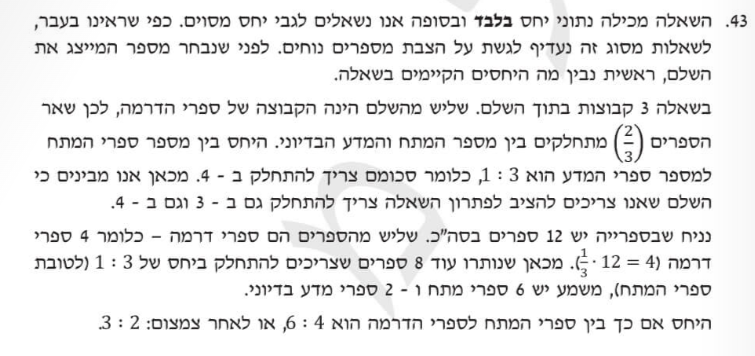 43. השאלה מכילה נתוני יחס בלבד ובסופה אנו נשאלים לגבי יחס מסוים. כפי שראינו בעבר,
לשאלות מסוג זה נעדיף לגשת על הצבת מספרים נוחים. לפני שנבחר מספר המייצג את
השלם, ראשית נבין מה היחסים הקיימים בשאלה.
בשאלה 3 קבוצות בתוך השלם. שליש מהשלם הינה הקבוצה של ספרי הדרמה, לכן שאר
הספרים (2/3) מתחלקים בין מספר המתח והמדע הבדיוני. היחס בין מספר ספרי המתח
למספר ספרי המדע הוא 3 : 1, כלומר סכומם צריך להתחלק ב - 4. מכאן אנו מבינים כי
השלם שאנו צריכים להציב לפתרון השאלה צריך להתחלק גם ב - 3 וגם ב - 4.
נניח שבספרייה יש 12 ספרים בסה"כ. שליש מהספרים הם ספרי דרמה – כלומר 4 ספרי
דרמה (1/3 · 12 = 4). מכאן שנותרו עוד 8 ספרים שצריכים להתחלק ביחס של 3 : 1 (לטובת
ספרי המתח), משמע יש 6 ספרי מתח ו - 2 ספרי מדע בדיוני.
היחס אם כך בין ספרי המתח לספרי הדרמה הוא 4 : 6, או לאחר צמצום: 2 : 3.